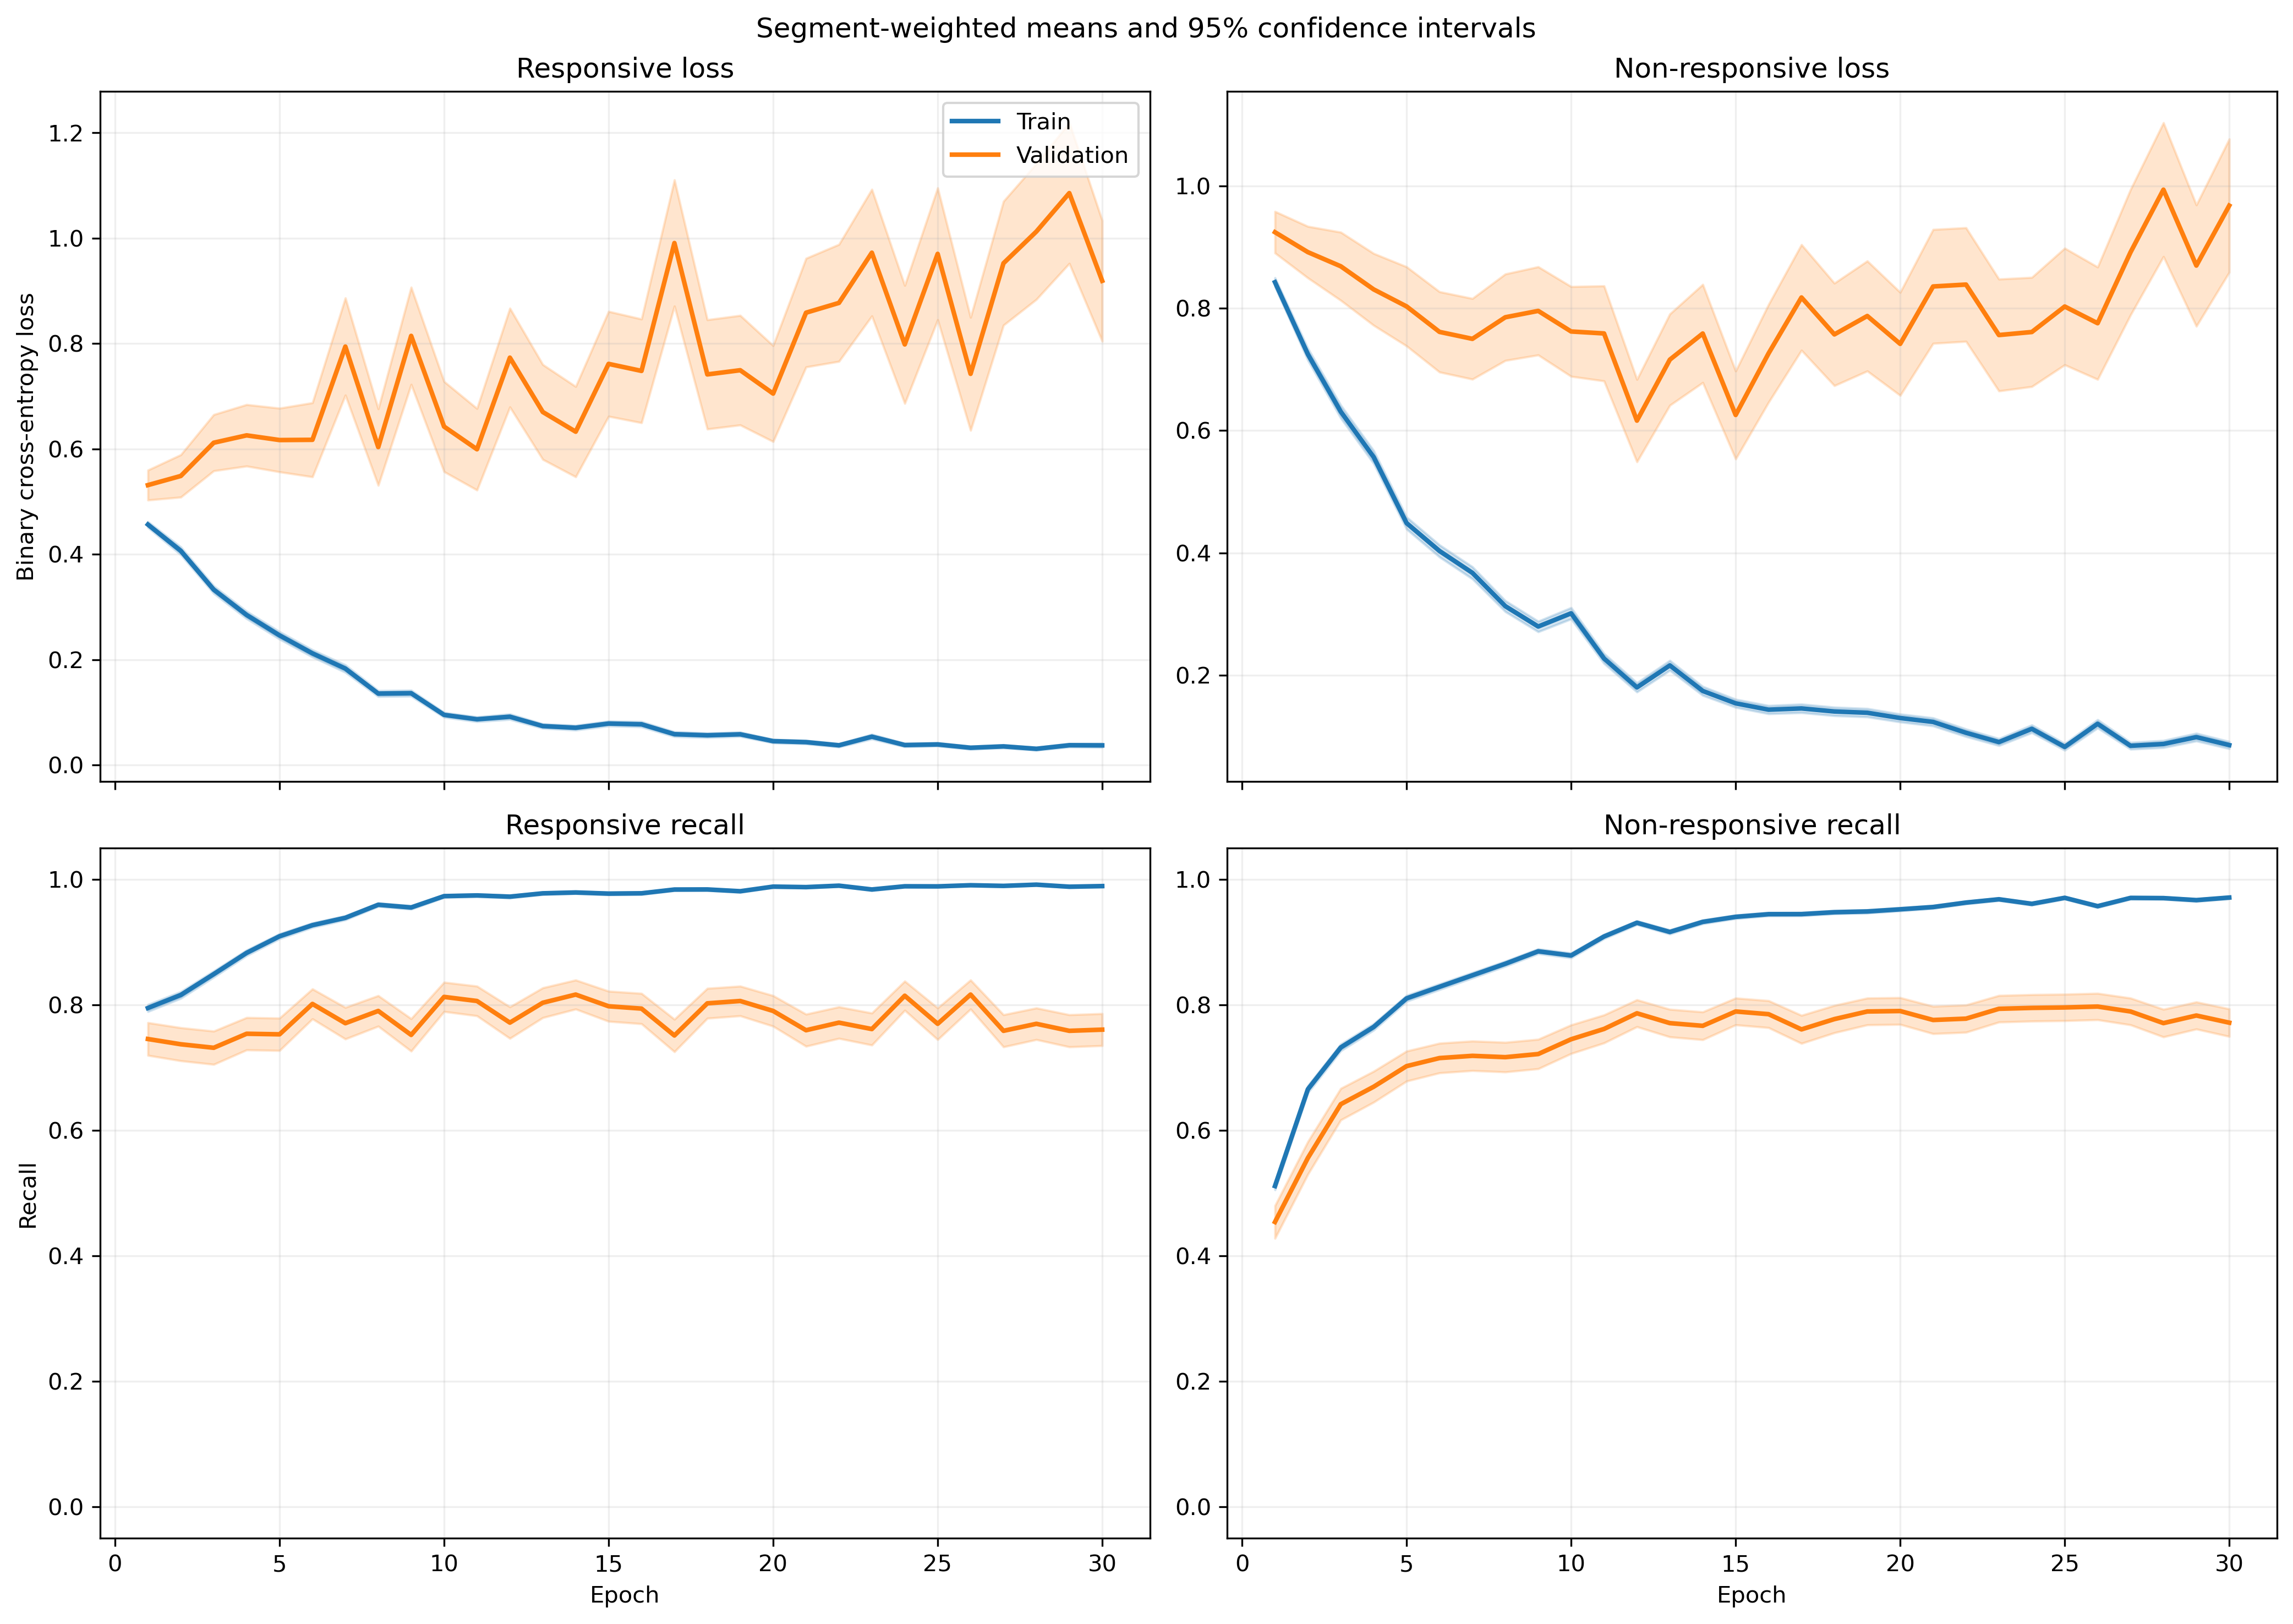 Segment-weighted means and 95% confidence intervals
Responsive loss
Non-responsive loss
Train
Validation
Binary cross-entropy loss
1.2
1.0
0.8
0.6
0.4
0.2
0.0
1.0
0.8
0.6
0.4
0.2
Responsive recall
Non-responsive recall
Recall
1.0
0.8
0.6
0.4
0.2
0.0
0 5 10 15 20 25 30
Epoch
1.0
0.8
0.6
0.4
0.2
0.0
0 5 10 15 20 25 30
Epoch